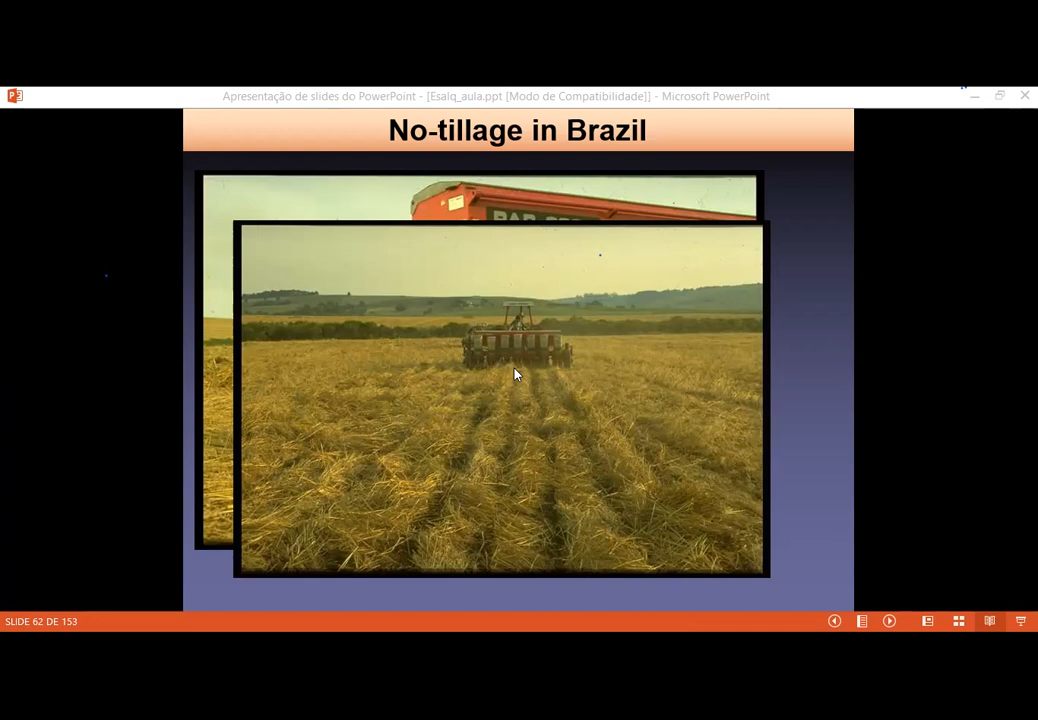 Apresentação de slides do PowerPoint - [Esalq_aula.ppt [Modo de Compatibilidade]] - Microsoft PowerPoint
No-tillage in Brazil
SLIDE 62 DE 153